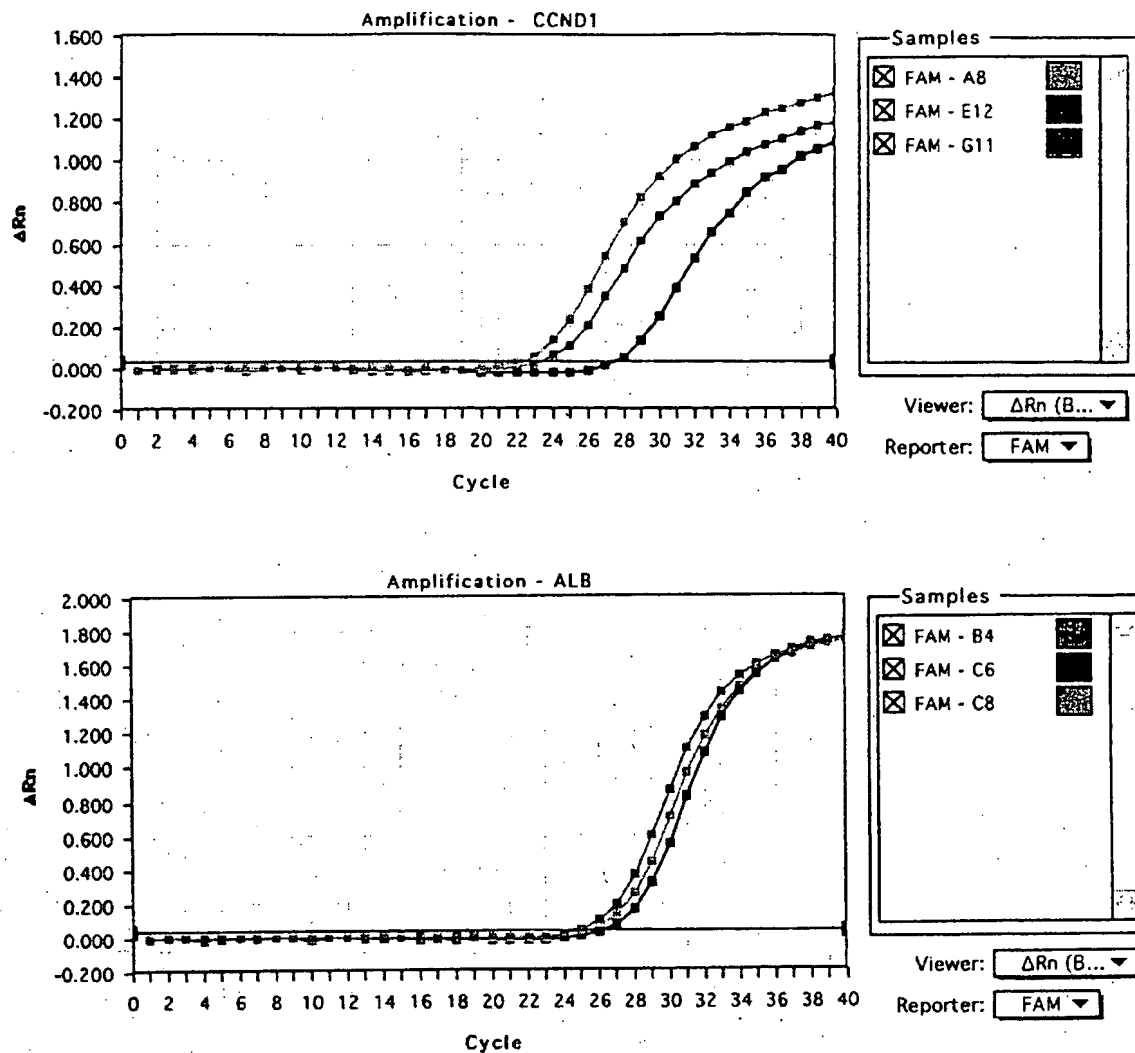 Amplification - CCND1
1.600
1.400
1.200
1.000
0.800
0.600
0.400
0.200
0.000
-0.200
ΔRn
0 2 4 6 8 10 12 14 16 18 20 22 24 26 28 30 32 34 36 38 40
Cycle
Samples
FAM - A8
FAM - E12
FAM - G11
Viewer: ΔRn (B...
Reporter: FAM
Amplification - ALB
2.000
1.800
1.600
1.400
1.200
1.000
0.800
0.600
0.400
0.200
0.000
-0.200
ΔRn
0 2 4 6 8 10 12 14 16 18 20 22 24 26 28 30 32 34 36 38 40
Cycle
Samples
FAM - B4
FAM - C6
FAM - C8
Viewer: ΔRn (B...
Reporter: FAM